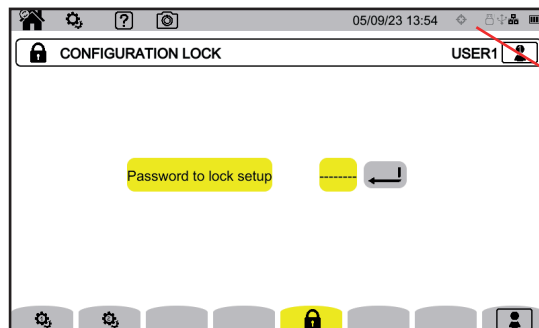 05/09/23 13:54
CONFIGURATION LOCK USER1
Password to lock setup --------